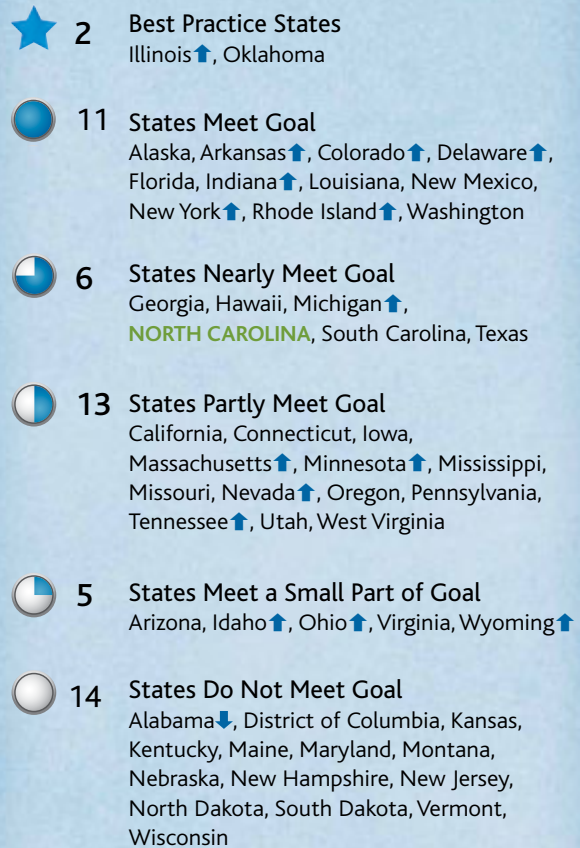 2 Best Practice States
Illinois⬆, Oklahoma
11 States Meet Goal
Alaska, Arkansas⬆, Colorado⬆, Delaware⬆,
Florida, Indiana⬆, Louisiana, New Mexico,
New York⬆, Rhode Island⬆, Washington
6 States Nearly Meet Goal
Georgia, Hawaii, Michigan⬆,
NORTH CAROLINA, South Carolina, Texas
13 States Partly Meet Goal
California, Connecticut, Iowa,
Massachusetts⬆, Minnesota⬆, Mississippi,
Missouri, Nevada⬆, Oregon, Pennsylvania,
Tennessee⬆, Utah, West Virginia
5 States Meet a Small Part of Goal
Arizona, Idaho⬆, Ohio⬆, Virginia, Wyoming⬆
14 States Do Not Meet Goal
Alabama⬇, District of Columbia, Kansas,
Kentucky, Maine, Maryland, Montana,
Nebraska, New Hampshire, New Jersey,
North Dakota, South Dakota, Vermont,
Wisconsin